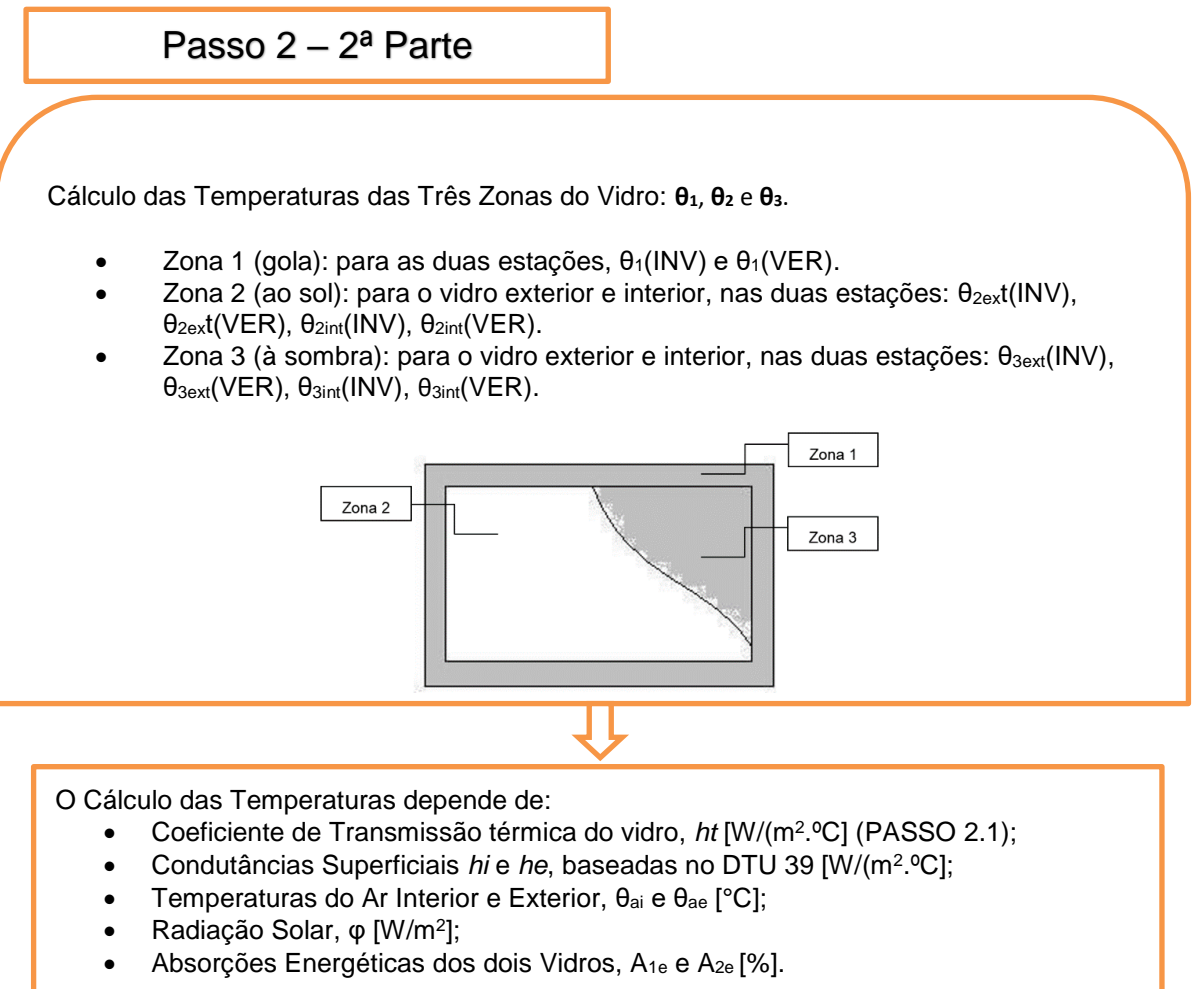 Passo 2 – 2ª Parte
Cálculo das Temperaturas das Três Zonas do Vidro: θ₁, θ₂ e θ₃.
• Zona 1 (gola): para as duas estações, θ₁(INV) e θ₁(VER).
• Zona 2 (ao sol): para o vidro exterior e interior, nas duas estações: θ₂ₑₓt(INV),
θ₂ₑₓt(VER), θ₂int(INV), θ₂int(VER).
• Zona 3 (à sombra): para o vidro exterior e interior, nas duas estações: θ₃ext(INV),
θ₃ext(VER), θ₃int(INV), θ₃int(VER).
Zona 1
Zona 2
Zona 3
O Cálculo das Temperaturas depende de:
• Coeficiente de Transmissão térmica do vidro, ht [W/(m².ºC] (PASSO 2.1);
• Condutâncias Superficiais hi e he, baseadas no DTU 39 [W/(m².ºC];
• Temperaturas do Ar Interior e Exterior, θai e θae [°C];
• Radiação Solar, φ [W/m²];
• Absorções Energéticas dos dois Vidros, A1e e A2e [%].